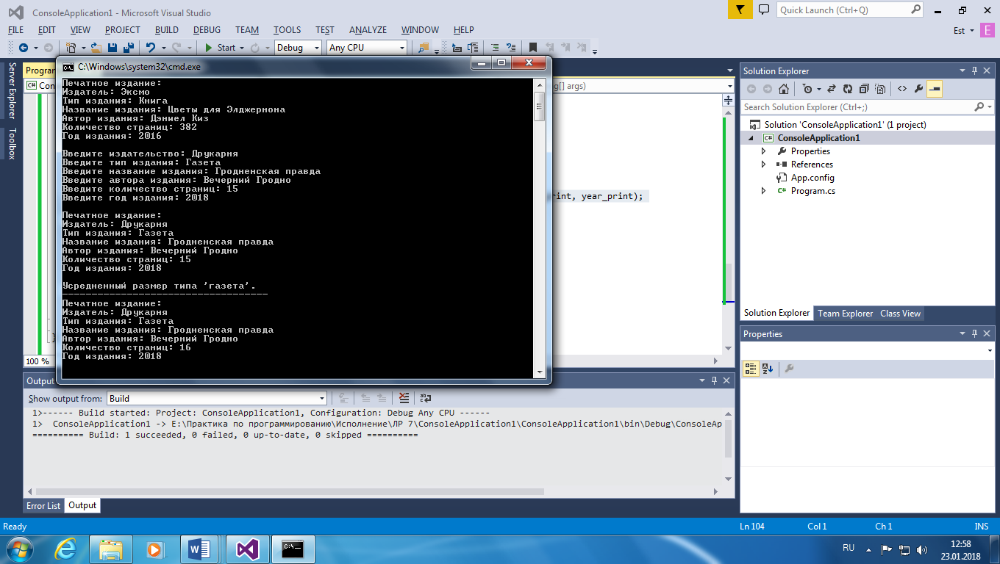 ConsoleApplication1 - Microsoft Visual Studio
Quick Launch (Ctrl+Q)
FILE EDIT VIEW PROJECT BUILD DEBUG TEAM TOOLS TEST ANALYZE WINDOW HELP
Est E
Start Debug Any CPU
Server Explorer
Toolbox
Progra
Con
g[] args)
C:\Windows\system32\cmd.exe
Печатное издание:
Издатель: Эксмо
Тип издания: Книга
Название издания: Цветы для Элджернона
Автор издания: Дэниел Киз
Количество страниц: 382
Год издания: 2016
Введите издательство: Друкарня
Введите тип издания: Газета
Введите название издания: Гродненская правда
Введите автора издания: Вечерний Гродно
Введите количество страниц: 15
Введите год издания: 2018
Печатное издание:
Издатель: Друкарня
Тип издания: Газета
Название издания: Гродненская правда
Автор издания: Вечерний Гродно
Количество страниц: 15
Год издания: 2018
Усредненный размер типа 'газета'.
-----------------------------------
Печатное издание:
Издатель: Друкарня
Тип издания: Газета
Название издания: Гродненская правда
Автор издания: Вечерний Гродно
Количество страниц: 16
Год издания: 2018
rint, year_print);
}
100 %
Solution Explorer
Search Solution Explorer (Ctrl+;)
Solution 'ConsoleApplication1' (1 project)
C# ConsoleApplication1
Properties
References
App.config
C# Program.cs
Solution Explorer Team Explorer Class View
Properties
Output
Show output from: Build
1>------ Build started: Project: ConsoleApplication1, Configuration: Debug Any CPU ------
1>  ConsoleApplication1 -> E:\Практика по программированию\Исполнение\ЛР 7\ConsoleApplication1\ConsoleApplication1\bin\Debug\ConsoleAp
========== Build: 1 succeeded, 0 failed, 0 up-to-date, 0 skipped ==========
Error List Output
Ready Ln 104 Col 1 Ch 1 INS
RU
12:58
23.01.2018